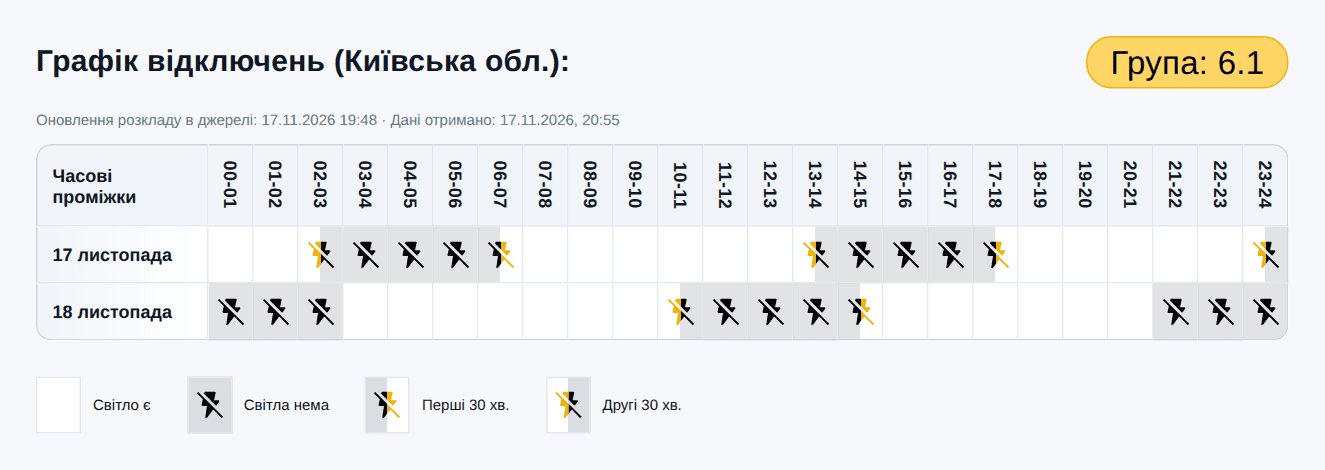 Графік відключень (Київська обл.):
Група: 6.1
Оновлення розкладу в джерелі: 17.11.2026 19:48 · Дані отримано: 17.11.2026, 20:55
Часові
проміжки
00-01
01-02
02-03
03-04
04-05
05-06
06-07
07-08
08-09
09-10
10-11
11-12
12-13
13-14
14-15
15-16
16-17
17-18
18-19
19-20
20-21
21-22
22-23
23-24
17 листопада
18 листопада
Світло є
Світла нема
Перші 30 хв.
Другі 30 хв.